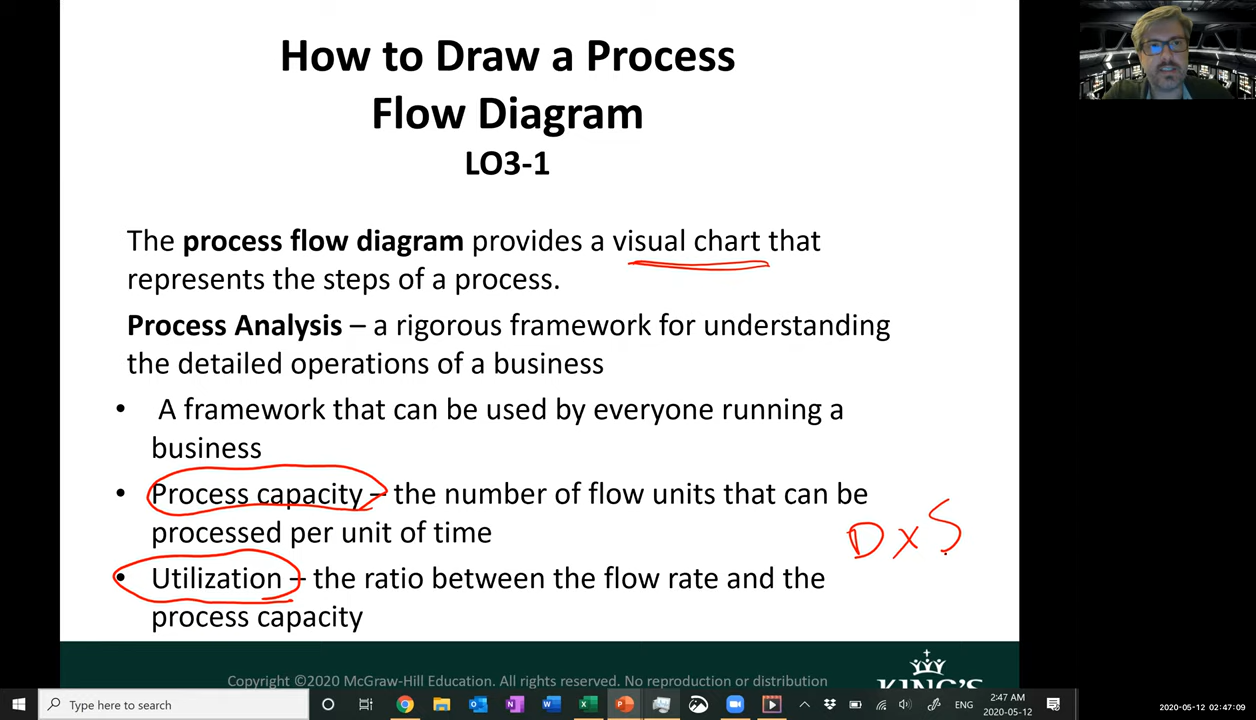 How to Draw a Process
Flow Diagram
LO3-1
The process flow diagram provides a visual chart that
represents the steps of a process.
Process Analysis – a rigorous framework for understanding
the detailed operations of a business
• A framework that can be used by everyone running a
business
• Process capacity – the number of flow units that can be
processed per unit of time
D x S
• Utilization – the ratio between the flow rate and the
process capacity
Copyright ©2020 McGraw-Hill Education. All rights reserved. No reproduction or distribution
KING'S
Type here to search
ENG
2:47 AM
2020-05-12
2020-05-12 02:47:09